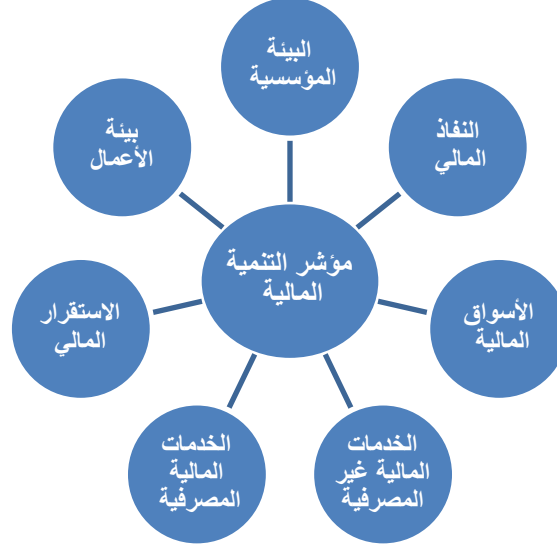 البيئة
المؤسسية
النفاذ
المالي
بيئة
الأعمال
مؤشر التنمية
المالية
الأسواق
المالية
الاستقرار
المالي
الخدمات
المالية غير
المصرفية
الخدمات
المالية
المصرفية